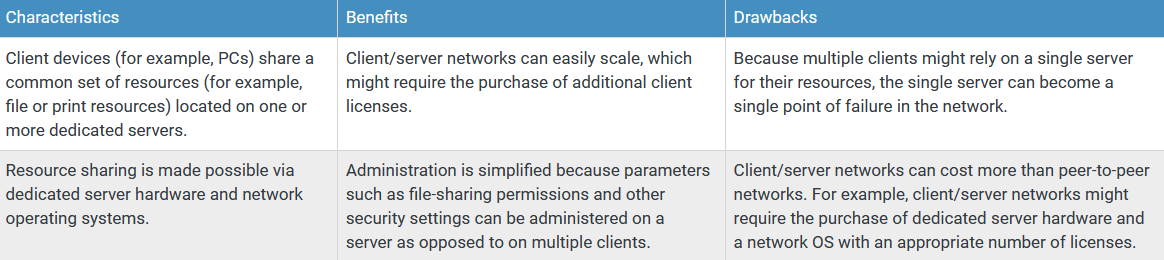 Characteristics
Benefits
Drawbacks
Client devices (for example, PCs) share a
common set of resources (for example,
file or print resources) located on one or
more dedicated servers.
Client/server networks can easily scale, which
might require the purchase of additional client
licenses.
Because multiple clients might rely on a single server
for their resources, the single server can become a
single point of failure in the network.
Resource sharing is made possible via
dedicated server hardware and network
operating systems.
Administration is simplified because parameters
such as file-sharing permissions and other
security settings can be administered on a
server as opposed to on multiple clients.
Client/server networks can cost more than peer-to-peer
networks. For example, client/server networks might
require the purchase of dedicated server hardware and
a network OS with an appropriate number of licenses.